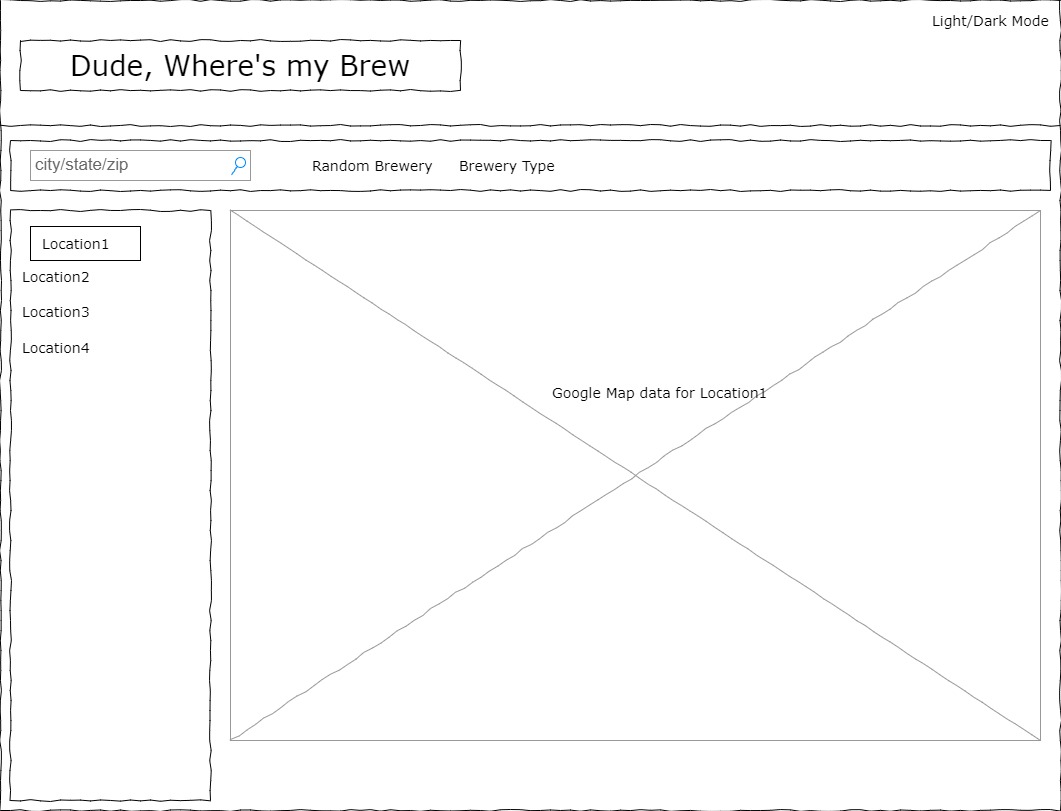 Light/Dark Mode
Dude, Where's my Brew
city/state/zip
Random Brewery
Brewery Type
Location1
Location2
Location3
Location4
Google Map data for Location1